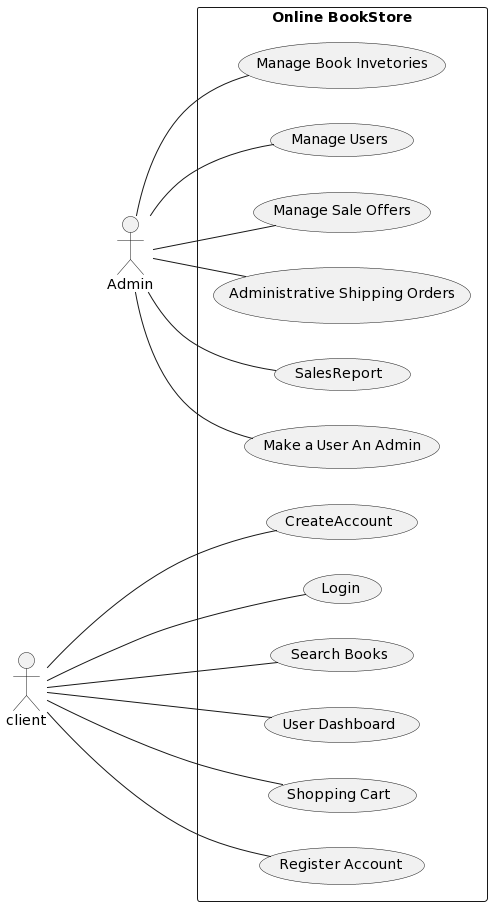 Online BookStore
Manage Book Invetories
Manage Users
Manage Sale Offers
Admin
Administrative Shipping Orders
SalesReport
Make a User An Admin
CreateAccount
Login
Search Books
client
User Dashboard
Shopping Cart
Register Account